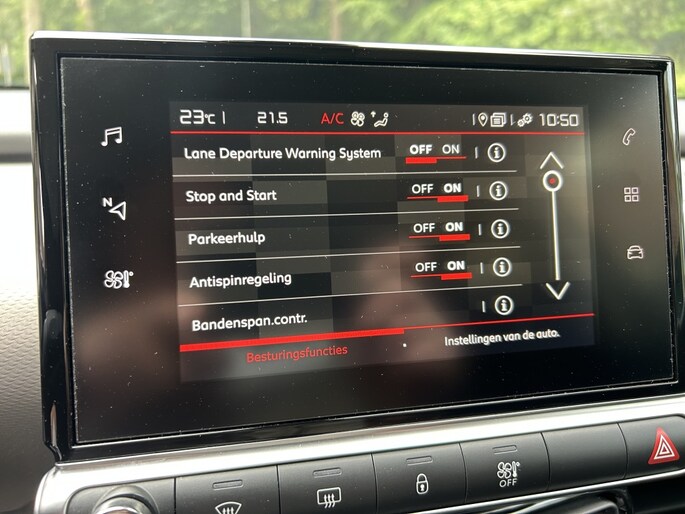 23°C 21.5 A/C 10:50
Lane Departure Warning System OFF ON
Stop and Start OFF ON
Parkeerhulp OFF ON
Antispinregeling OFF ON
Bandenspan.contr.
Besturingsfuncties Instellingen van de auto.
N
OFF